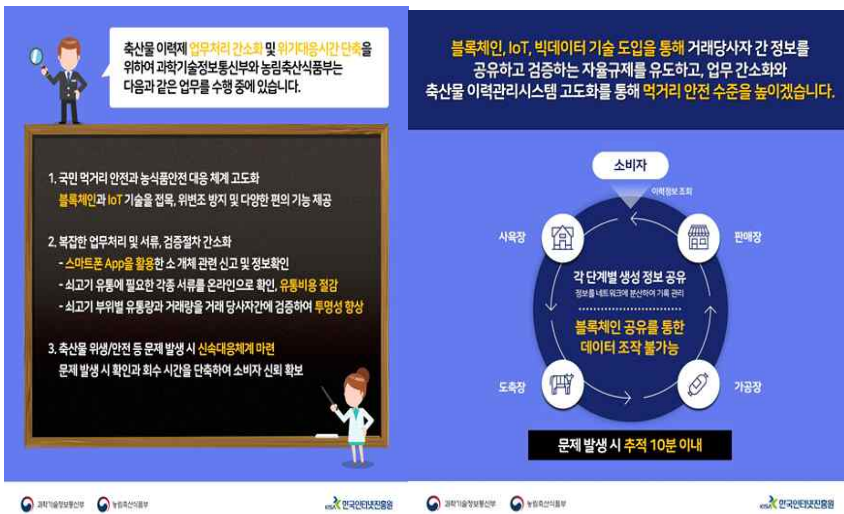 축산물 이력제 업무처리 간소화 및 위기대응시간 단축을
위하여 과학기술정보통신부와 농림축산식품부는
다음과 같은 업무를 수행 중에 있습니다.
1. 국민 먹거리 안전과 농식품안전 대응 체계 고도화
블록체인과 IoT 기술을 접목, 위변조 방지 및 다양한 편의 기능 제공
2. 복잡한 업무처리 및 서류, 검증절차 간소화
- 스마트폰 App을 활용한 소 개체 관련 신고 및 정보확인
- 쇠고기 유통에 필요한 각종 서류를 온라인으로 확인, 유통비용 절감
- 쇠고기 부위별 유통량과 거래량을 거래 당사자간에 검증하여 투명성 향상
3. 축산물 위생/안전 등 문제 발생 시 신속대응체계 마련
문제 발생 시 확인과 회수 시간을 단축하여 소비자 신뢰 확보
과학기술정보통신부
농림축산식품부
KISA 한국인터넷진흥원
블록체인, IoT, 빅데이터 기술 도입을 통해 거래당사자 간 정보를
공유하고 검증하는 자율규제를 유도하고, 업무 간소화와
축산물 이력관리시스템 고도화를 통해 먹거리 안전 수준을 높이겠습니다.
소비자
이력정보 조회
사육장
판매장
각 단계별 생성 정보 공유
정보를 네트워크에 분산하여 기록 관리
블록체인 공유를 통한
데이터 조작 불가능
도축장
가공장
문제 발생 시 추적 10분 이내
과학기술정보통신부
농림축산식품부
KISA 한국인터넷진흥원